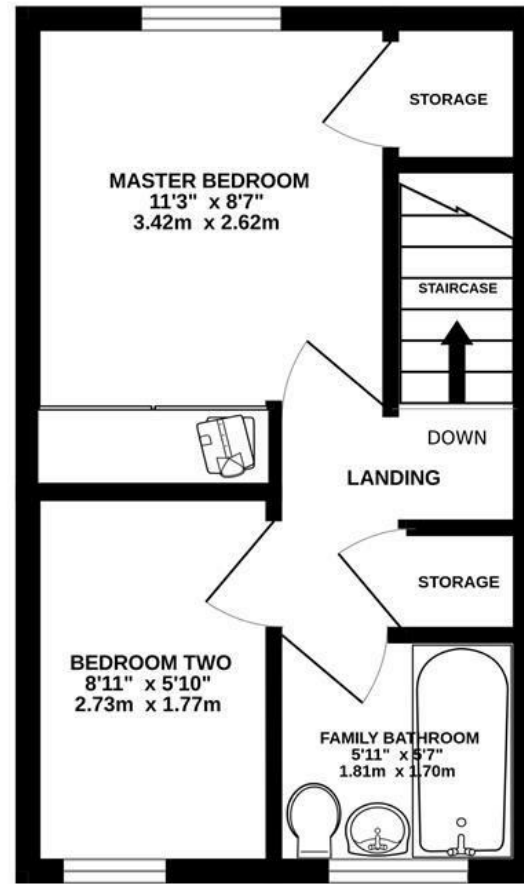 STORAGE
MASTER BEDROOM
11'3" x 8'7"
3.42m x 2.62m
STAIRCASE
DOWN
LANDING
STORAGE
BEDROOM TWO
8'11" x 5'10"
2.73m x 1.77m
FAMILY BATHROOM
5'11" x 5'7"
1.81m x 1.70m